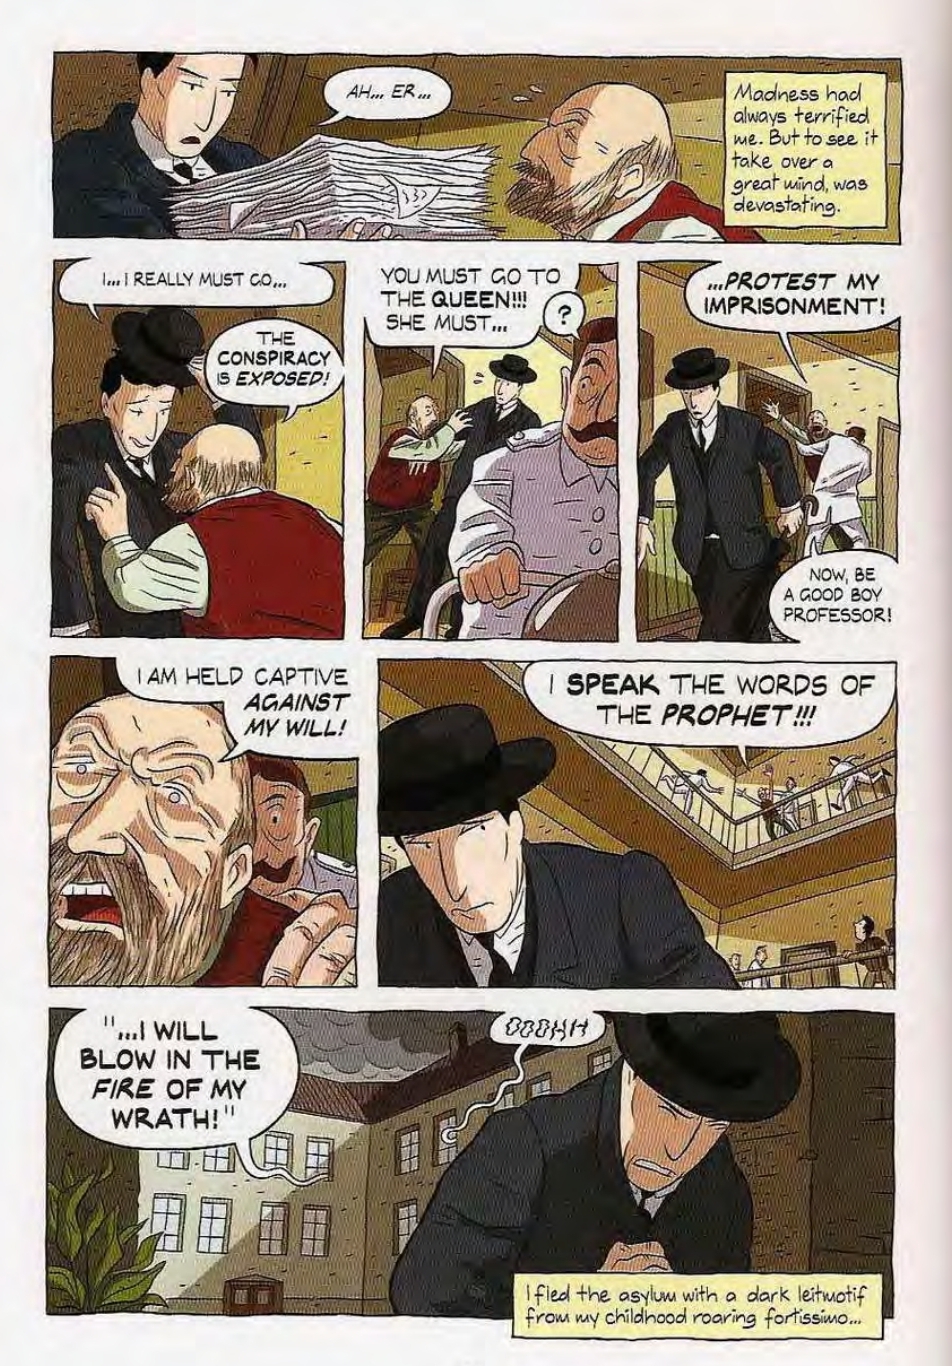 AH... ER...
Madness had
always terrified
me. But to see it
take over a
great mind, was
devastating.
I... I REALLY MUST GO...
THE
CONSPIRACY
IS EXPOSED!
YOU MUST GO TO
THE QUEEN!!!
SHE MUST...
?
...PROTEST MY
IMPRISONMENT!
NOW, BE
A GOOD BOY
PROFESSOR!
I AM HELD CAPTIVE
AGAINST
MY WILL!
I SPEAK THE WORDS OF
THE PROPHET!!!
"...I WILL
BLOW IN THE
FIRE OF MY
WRATH!"
OOOHH
I fled the asylum with a dark leitmotif
from my childhood roaring fortissimo...